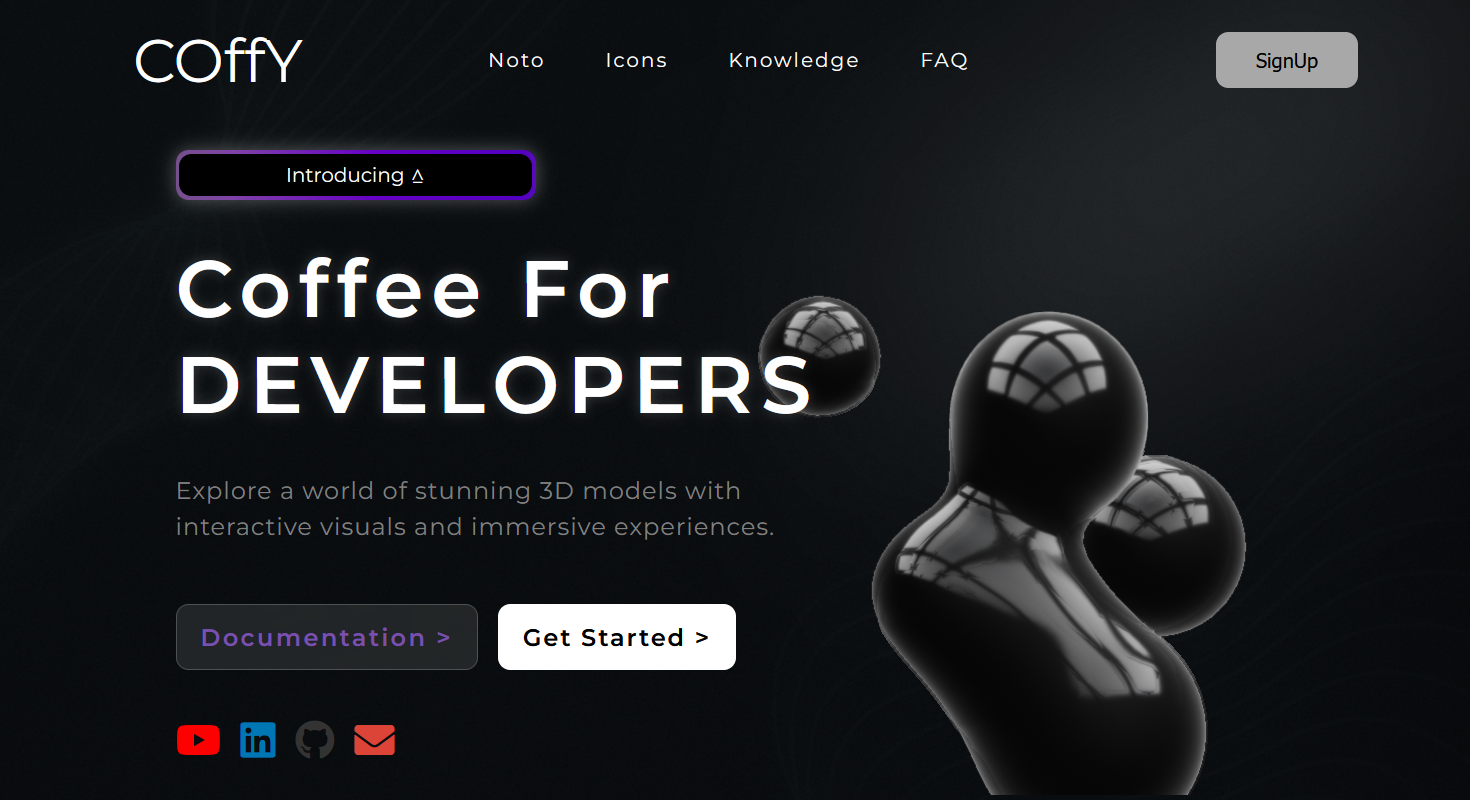 COffY
Noto Icons Knowledge FAQ
SignUp
Introducing ⍙
Coffee For
DEVELOPERS
Explore a world of stunning 3D models with
interactive visuals and immersive experiences.
Documentation >
Get Started >
in